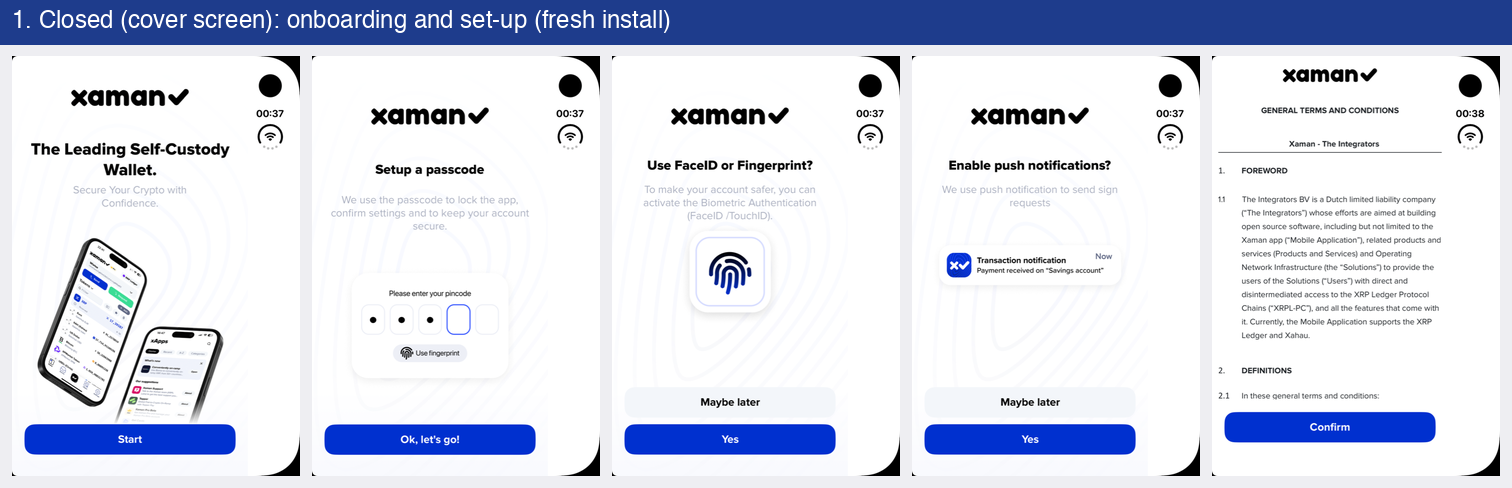 1. Closed (cover screen): onboarding and set-up (fresh install)
xaman
00:37
The Leading Self-Custody
Wallet.
Secure Your Crypto with
Confidence.
xaman
xApps
Start
xaman
00:37
Setup a passcode
We use the passcode to lock the app,
confirm settings and to keep your account
secure.
Please enter your pincode
Use fingerprint
Ok, let's go!
xaman
00:37
Use FaceID or Fingerprint?
To make your account safer, you can
activate the Biometric Authentication
(FaceID /TouchID).
Maybe later
Yes
xaman
00:37
Enable push notifications?
We use push notification to send sign
requests
Transaction notification
Now
Payment received on “Savings account”
Maybe later
Yes
xaman
00:38
GENERAL TERMS AND CONDITIONS
Xaman - The Integrators
1. FOREWORD
1.1 The Integrators BV is a Dutch limited liability company
(“The Integrators”) whose efforts are aimed at building
open source software, including but not limited to the
Xaman app (“Mobile Application”), related products and
services (Products and Services) and Operating
Network Infrastructure (the “Solutions”) to provide the
users of the Solutions (“Users”) with direct and
disintermediated access to the XRP Ledger Protocol
Chains (“XRPL-PC”), and all the features that come with
it. Currently, the Mobile Application supports the XRP
Ledger and Xahau.
2. DEFINITIONS
2.1 In these general terms and conditions:
Confirm